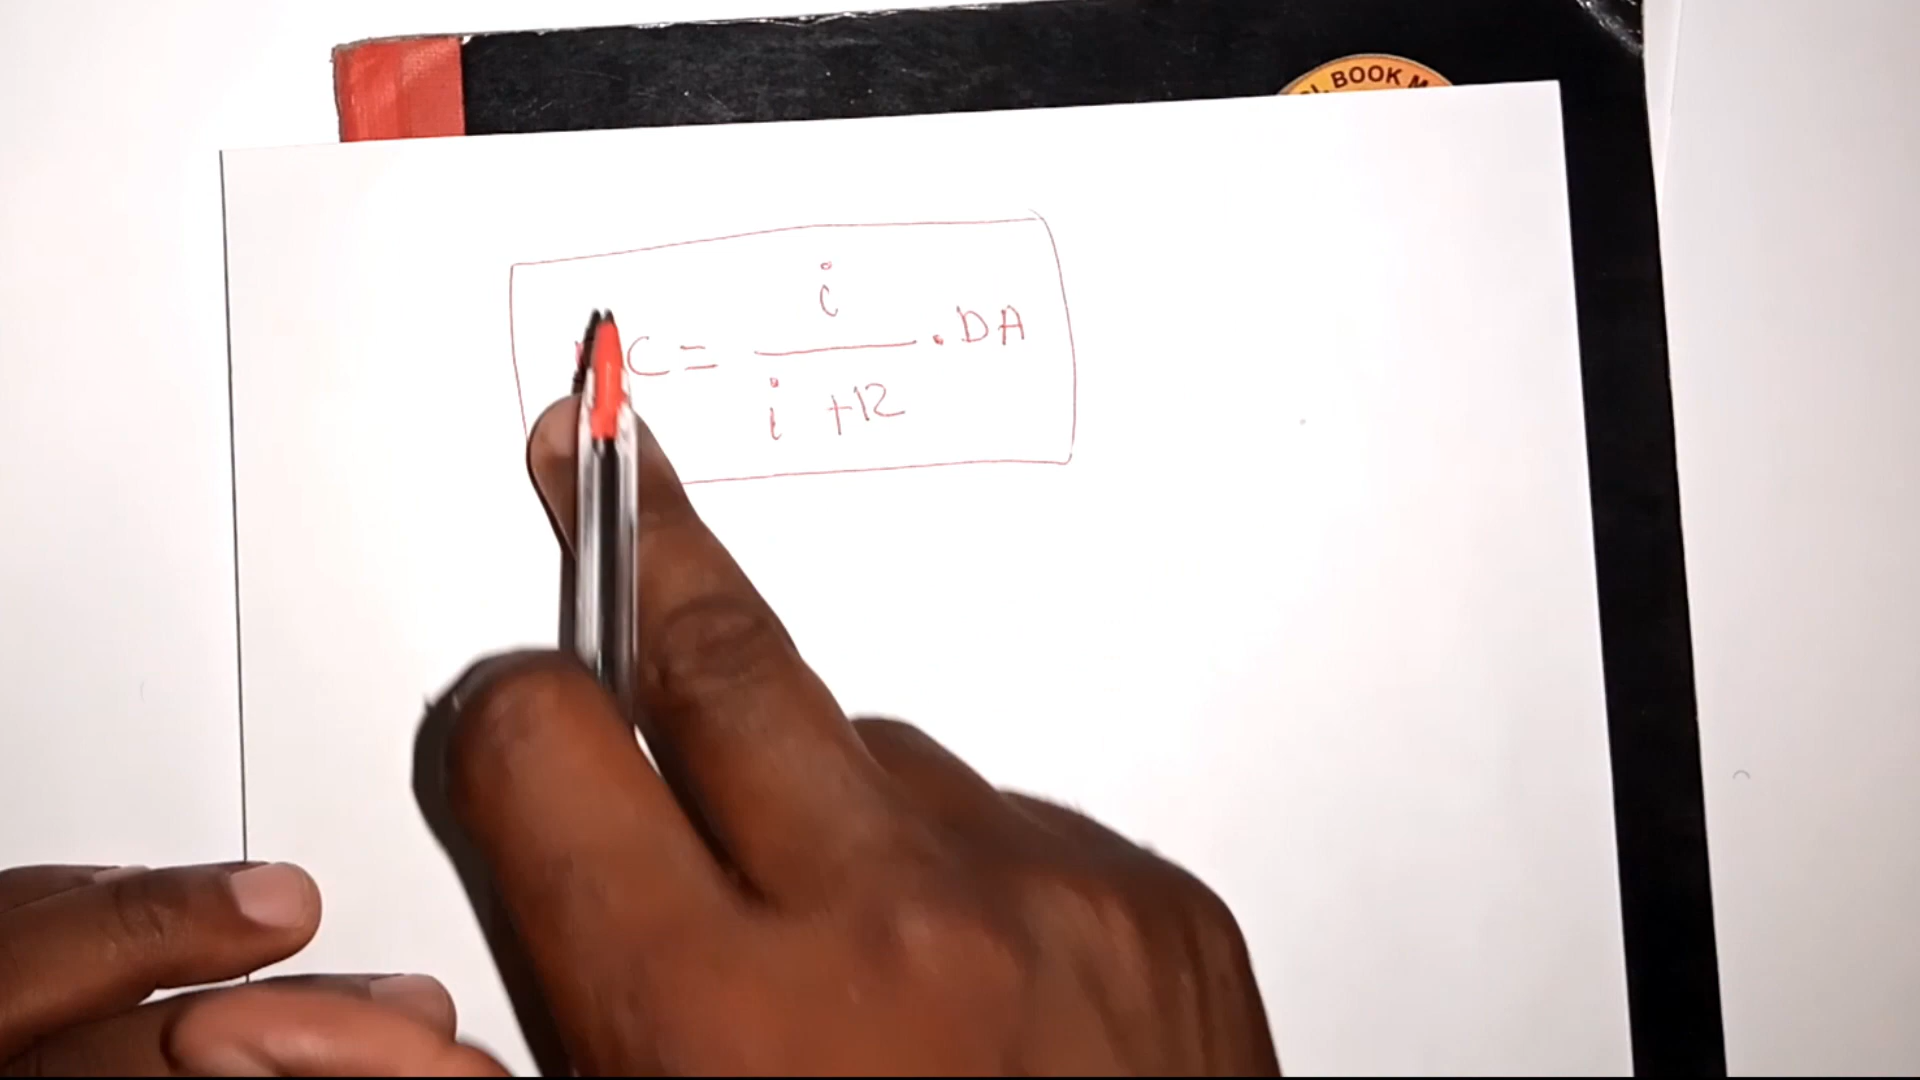 BOOK
i
C = ――― . DA
i + 12